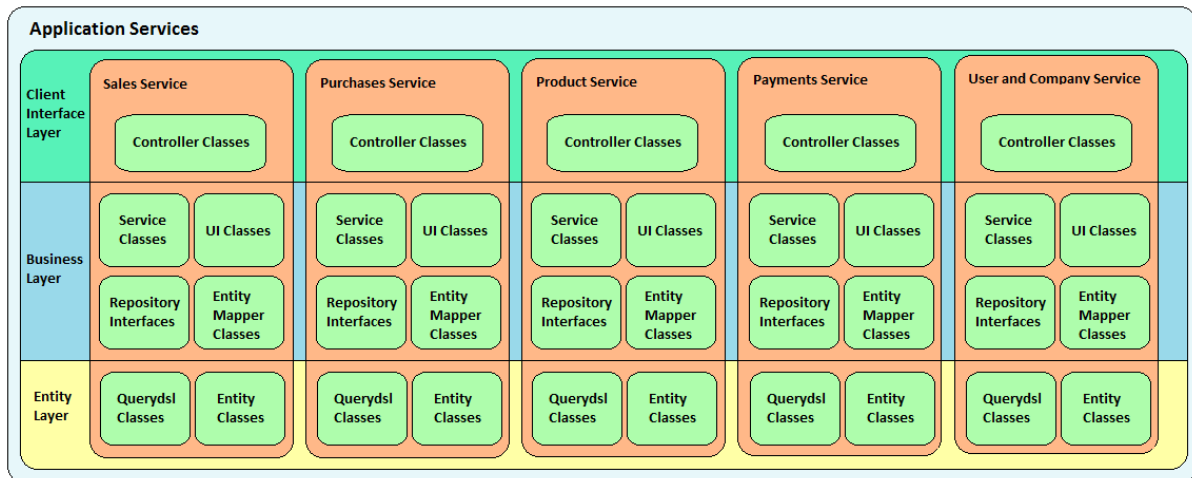 Application Services
Client
Interface
Layer
Sales Service
Purchases Service
Product Service
Payments Service
User and Company Service
Controller Classes
Controller Classes
Controller Classes
Controller Classes
Controller Classes
Business
Layer
Service
Classes
UI Classes
Service
Classes
UI Classes
Service
Classes
UI Classes
Service
Classes
UI Classes
Service
Classes
UI Classes
Repository
Interfaces
Entity
Mapper
Classes
Repository
Interfaces
Entity
Mapper
Classes
Repository
Interfaces
Entity
Mapper
Classes
Repository
Interfaces
Entity
Mapper
Classes
Repository
Interfaces
Entity
Mapper
Classes
Entity
Layer
Querydsl
Classes
Entity
Classes
Querydsl
Classes
Entity
Classes
Querydsl
Classes
Entity
Classes
Querydsl
Classes
Entity
Classes
Querydsl
Classes
Entity
Classes